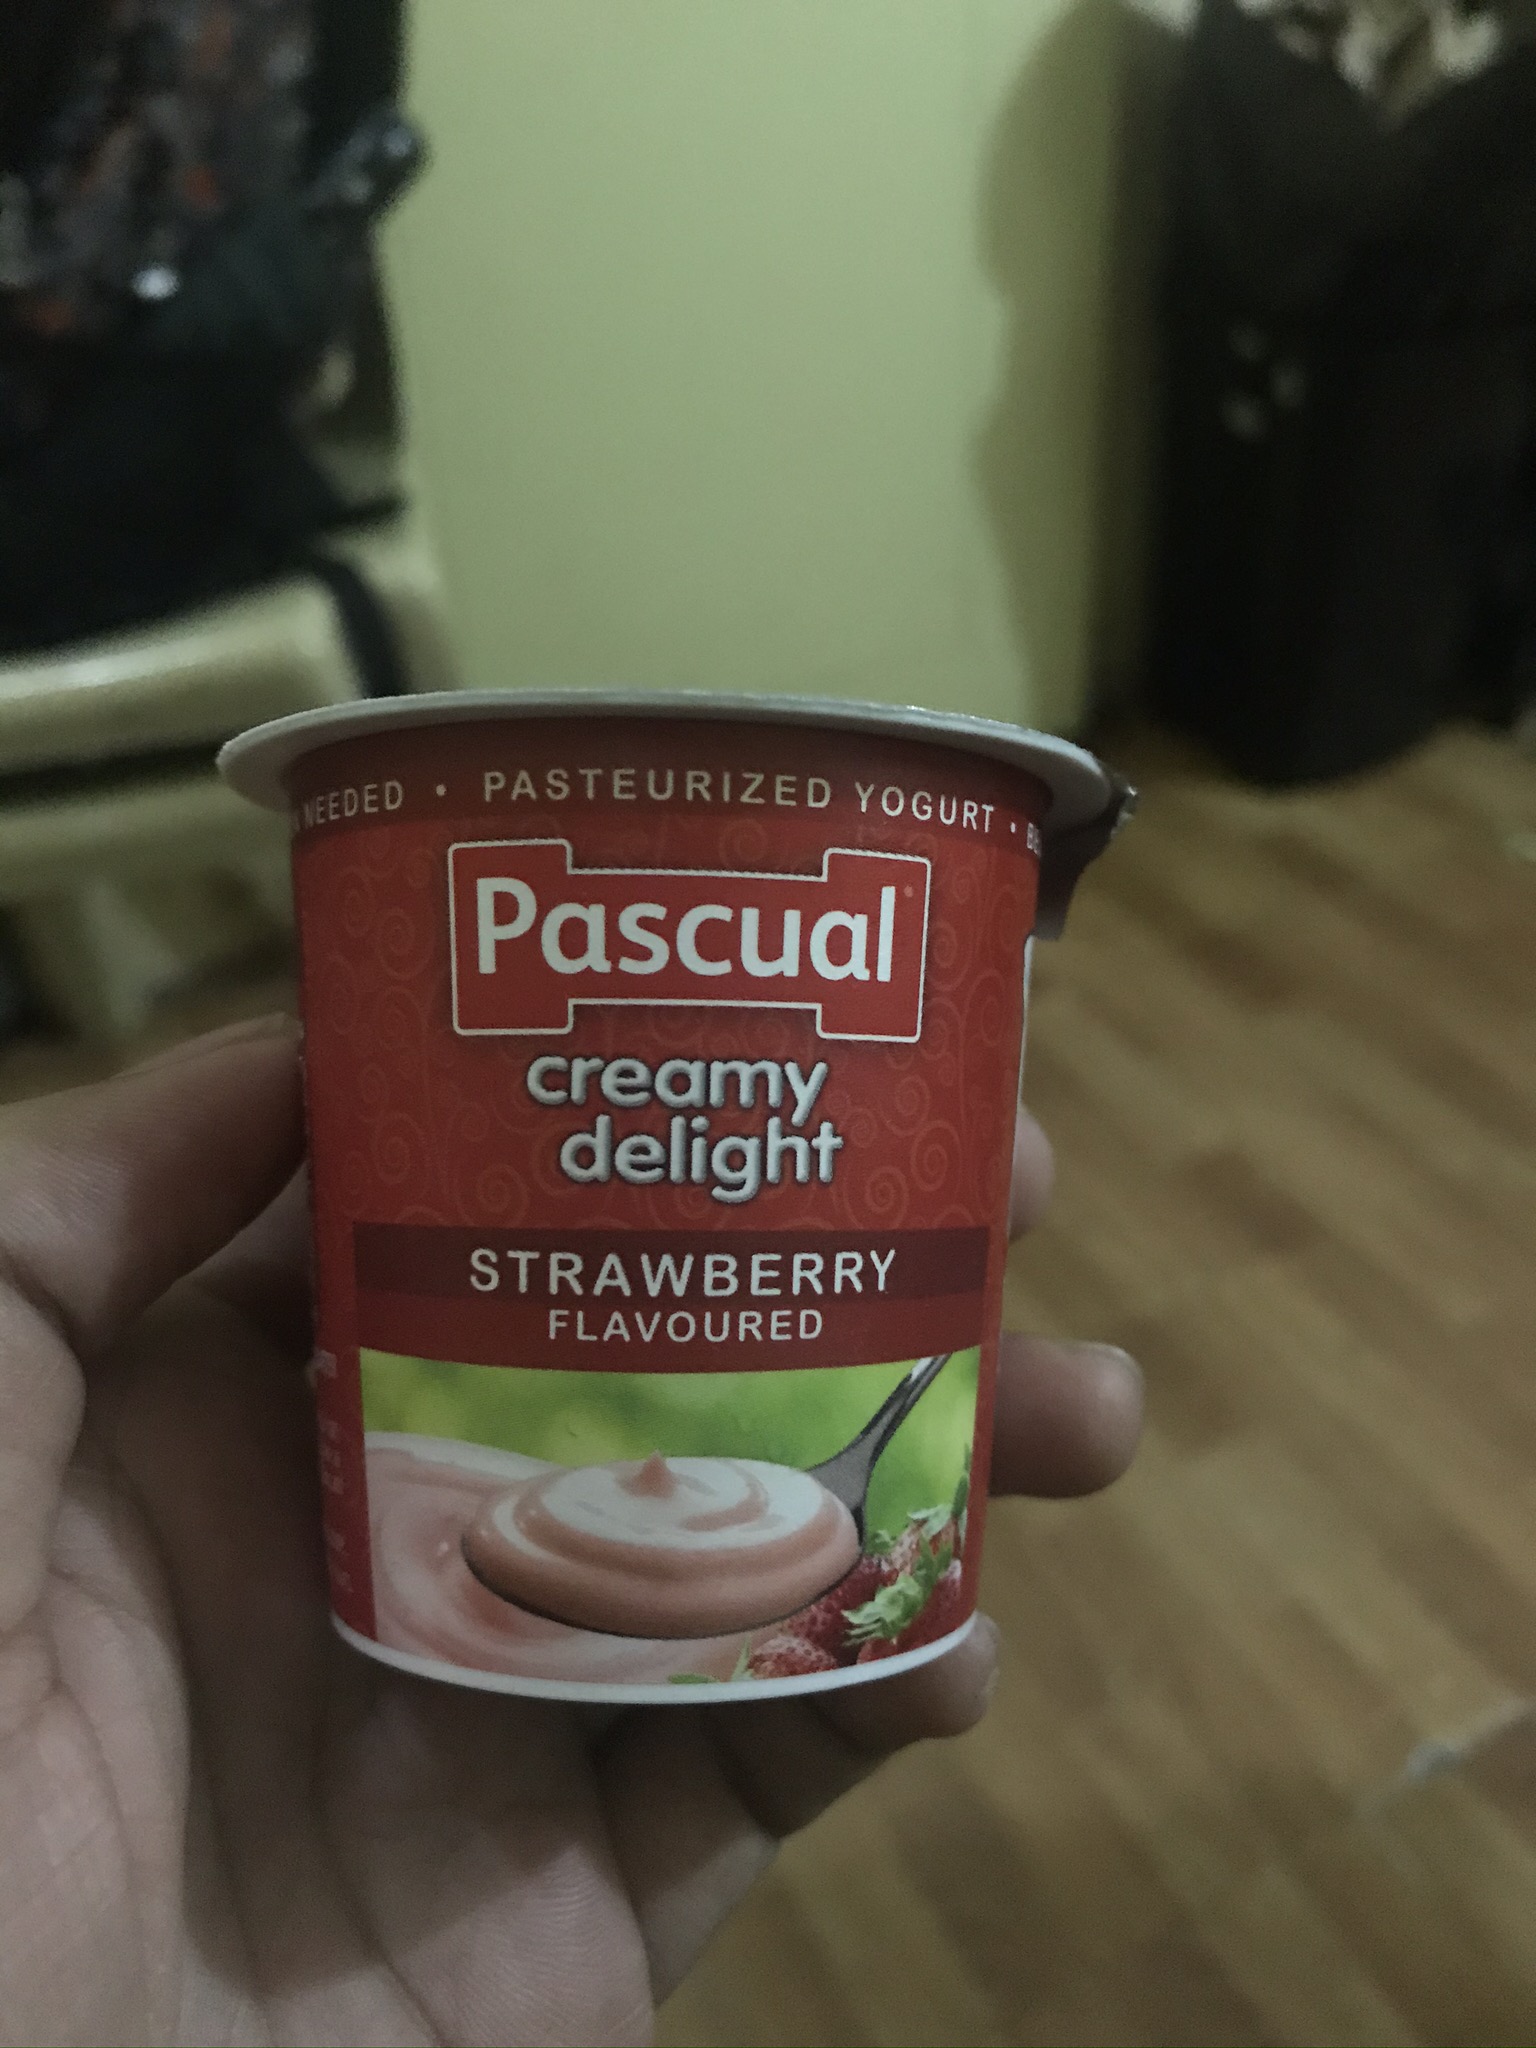 NEEDED • PASTEURIZED YOGURT •
Pascual
creamy
delight
STRAWBERRY
FLAVOURED